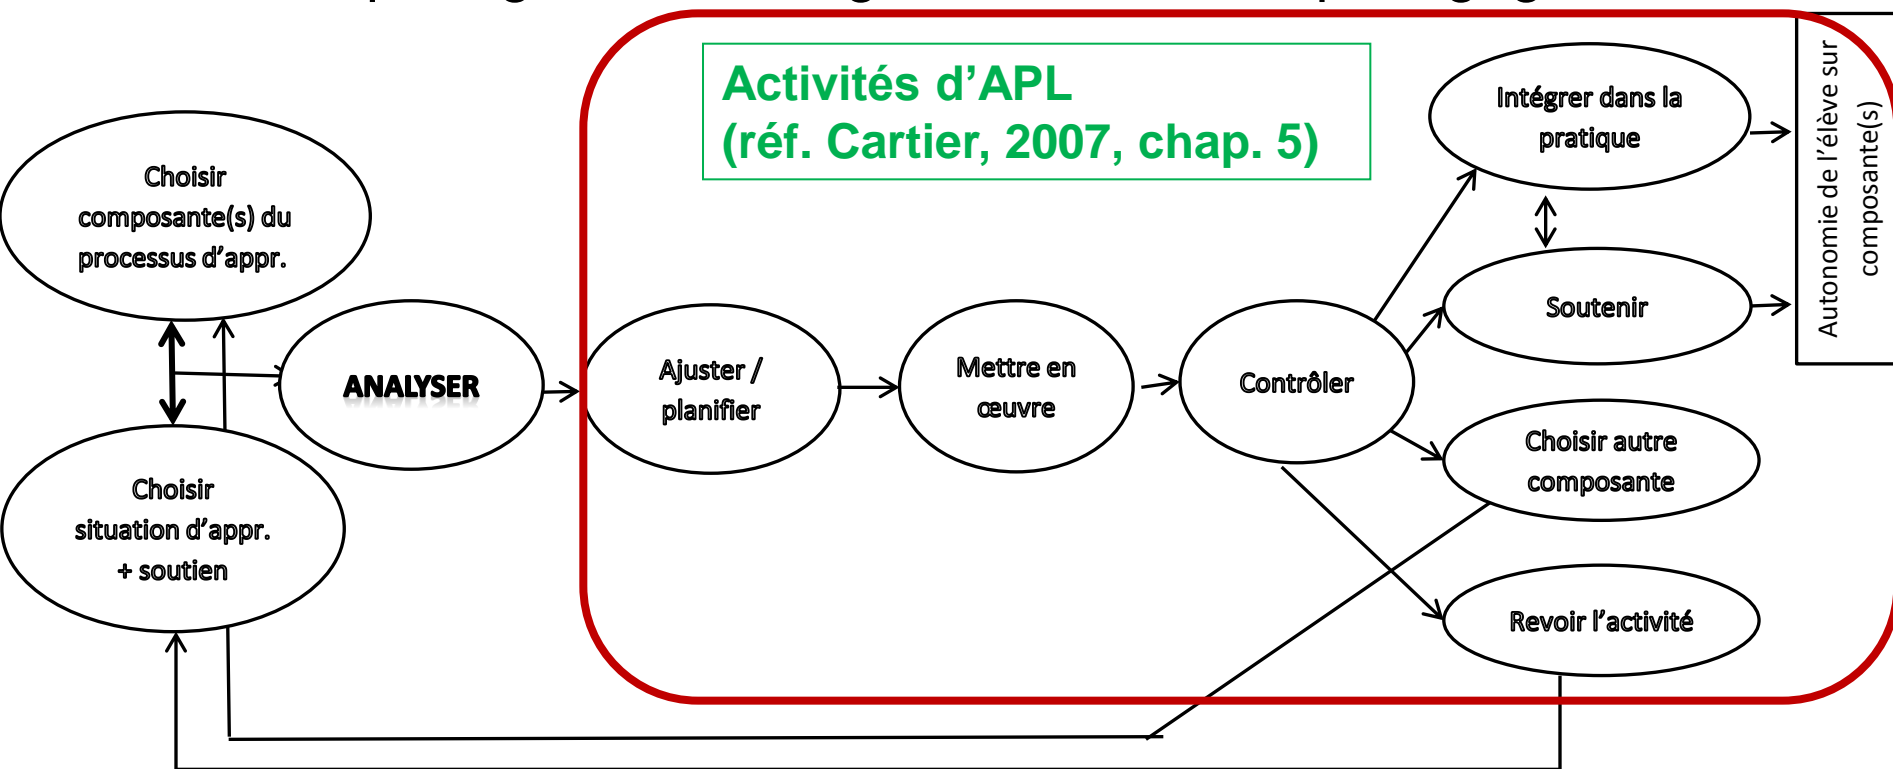 Activités d’APL
(réf. Cartier, 2007, chap. 5)
Choisir
composante(s) du
processus d’appr.
Choisir
situation d’appr.
+ soutien
ANALYSER
Ajuster /
planifier
Mettre en
œuvre
Contrôler
Intégrer dans la
pratique
Soutenir
Choisir autre
composante
Revoir l’activité
Autonomie de l’élève sur
composante(s)